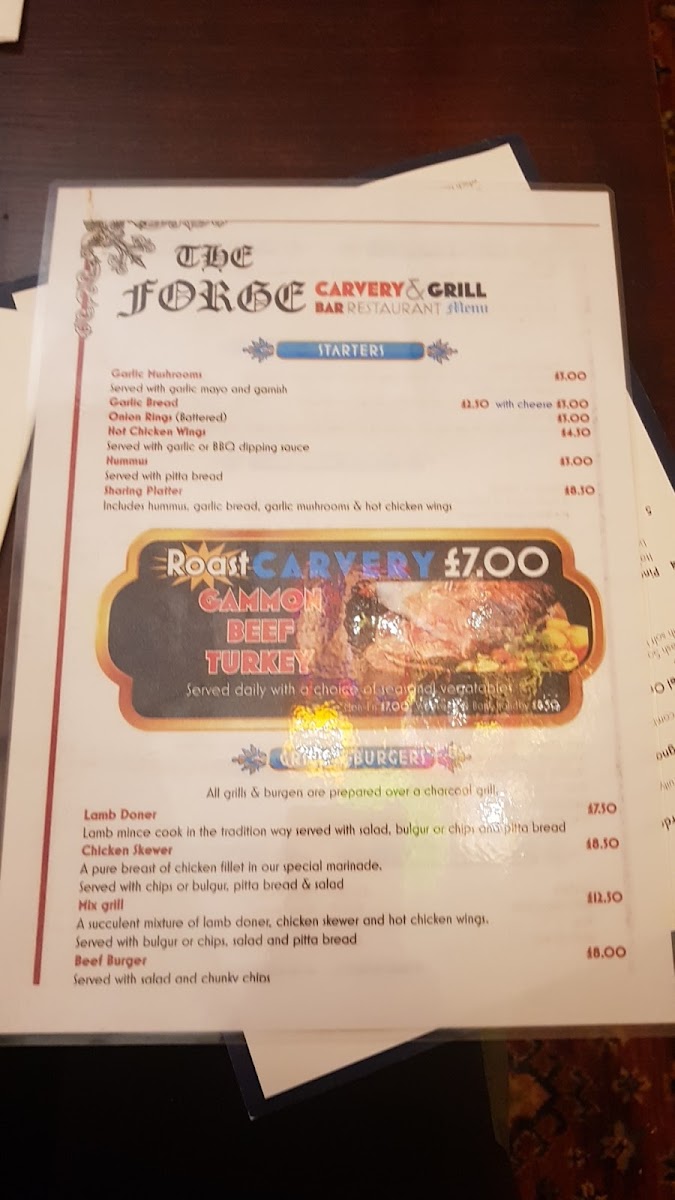 THE
FORGE CARVERY & GRILL
BAR RESTAURANT Menu
STARTERS
Garlic Mushrooms £3.00
Served with garlic mayo and garnish
Garlic Bread £2.50 with cheese £3.00
Onion Rings (Battered) £3.00
Hot Chicken Wings £4.50
Served with garlic or BBQ dipping sauce
Hummus £3.00
Served with pitta bread
Sharing Platter £8.50
Includes hummus, garlic bread, garlic mushrooms & hot chicken wings
Roast CARVERY £7.00
GAMMON
BEEF
TURKEY
Served daily with a choice of seasonal vegatables
£7.00 £8.50
BURGERS
All grills & burgers are prepared over a charcoal grill.
Lamb Doner £7.50
Lamb mince cook in the tradition way served with salad, bulgur or chips and pitta bread
Chicken Skewer £8.50
A pure breast of chicken fillet in our special marinade.
Served with chips or bulgur, pitta bread & salad
Mix grill £12.50
A succulent mixture of lamb doner, chicken skewer and hot chicken wings.
Served with bulgur or chips, salad and pitta bread
Beef Burger £8.00
Served with salad and chunky chips